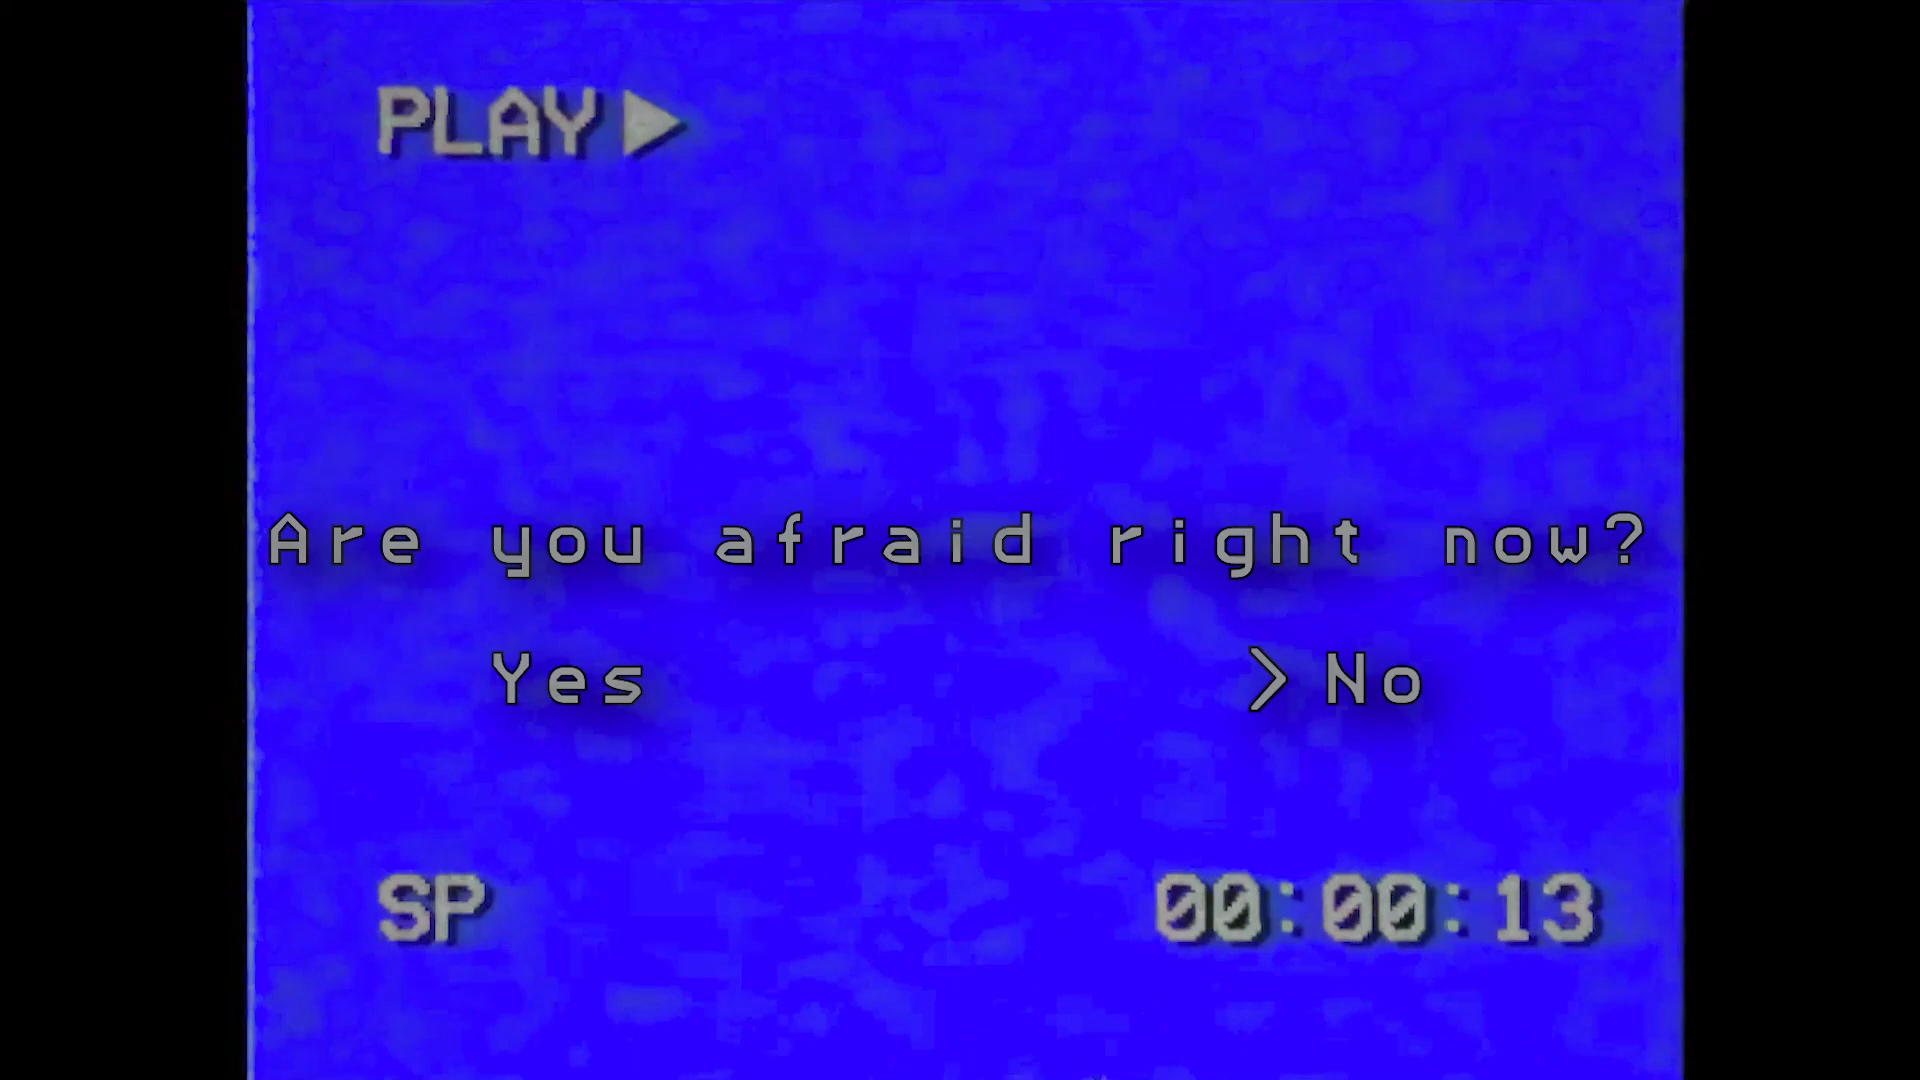 PLAY ▶
Are you afraid right now?
Yes >No
SP 00:00:13